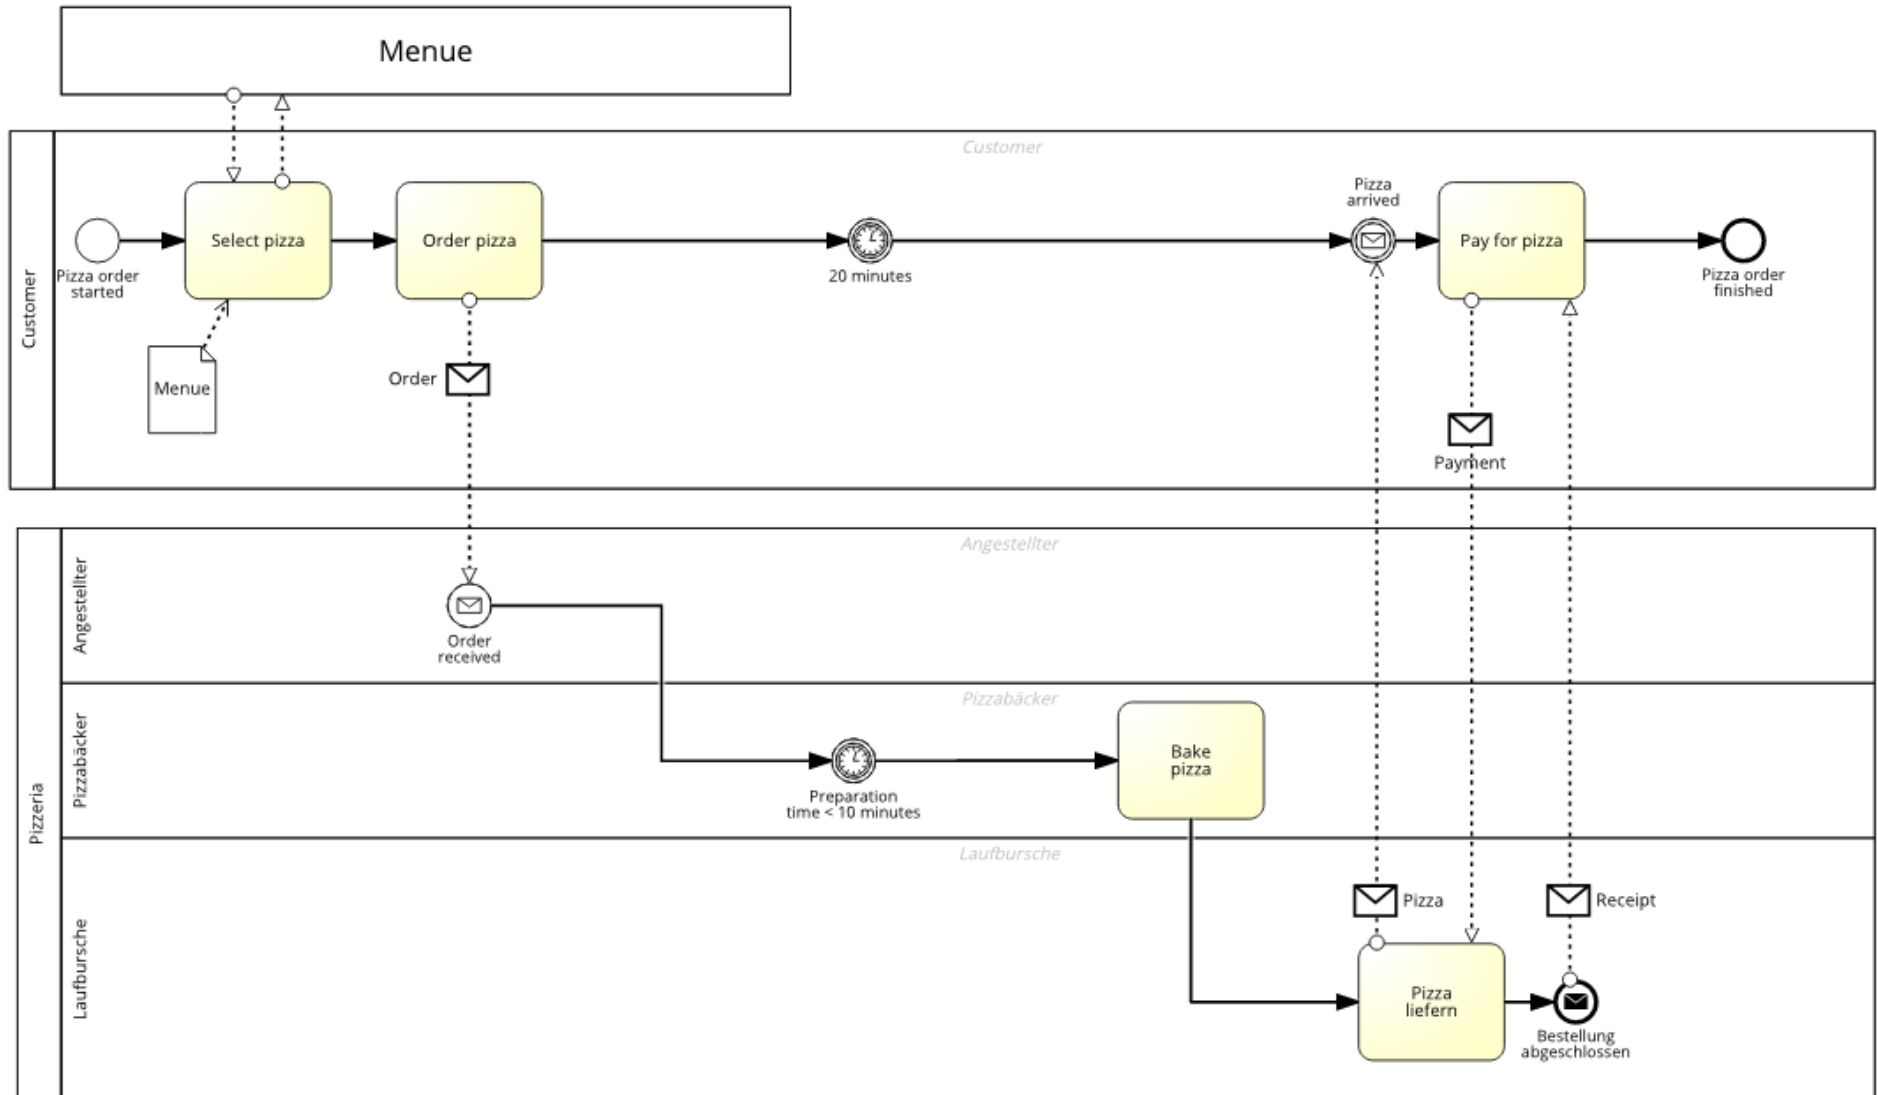 Menue
Customer
Customer
Pizza
arrived
Select pizza
Order pizza
Pay for pizza
Pizza order
started
20 minutes
Pizza order
finished
Menue
Order
Payment
Pizzeria
Angestellter
Angestellter
Order
received
Pizzabäcker
Pizzabäcker
Bake
pizza
Preparation
time < 10 minutes
Laufbursche
Laufbursche
Pizza
Receipt
Pizza
liefern
Bestellung
abgeschlossen